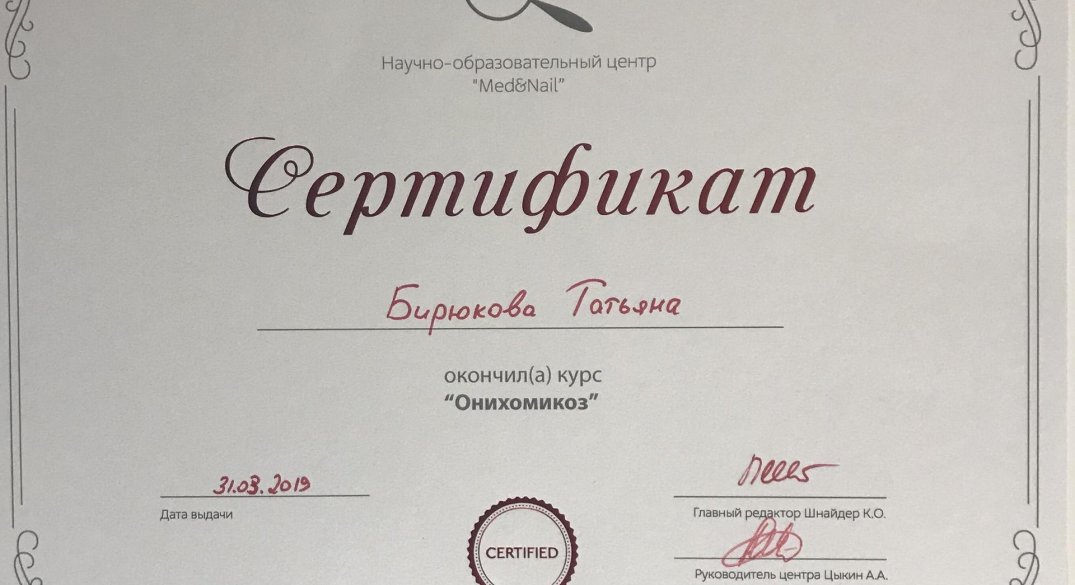 Научно-образовательный центр
"Med&Nail”
Сертификат
Бирюкова Татьяна
окончил(а) курс
“Онихомикоз”
31.03.2019
Дата выдачи
Главный редактор Шнайдер К.О.
CERTIFIED
Руководитель центра Цыкин А.А.